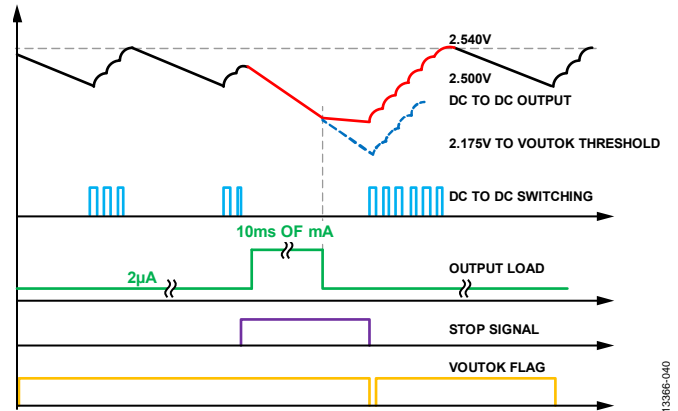 2.540V
2.500V
DC TO DC OUTPUT
2.175V TO VOUTOK THRESHOLD
DC TO DC SWITCHING
10ms OF mA
2µA
OUTPUT LOAD
STOP SIGNAL
VOUTOK FLAG
13366-040